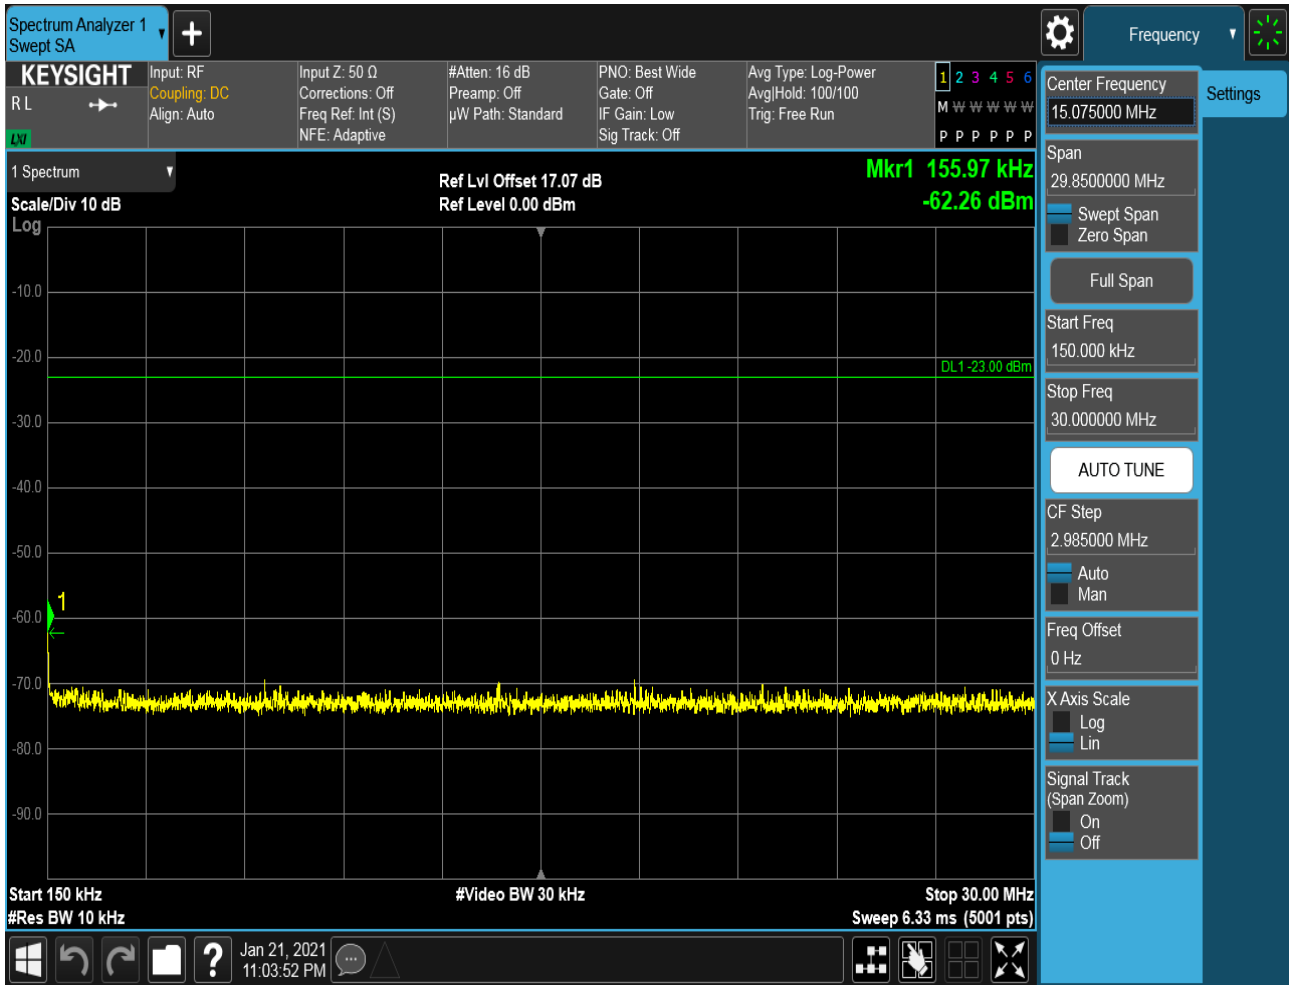 Spectrum Analyzer 1
Swept SA
Frequency
KEYSIGHT
R L
LXI
Input: RF
Coupling: DC
Align: Auto
Input Z: 50 Ω
Corrections: Off
Freq Ref: Int (S)
NFE: Adaptive
#Atten: 16 dB
Preamp: Off
µW Path: Standard
PNO: Best Wide
Gate: Off
IF Gain: Low
Sig Track: Off
Avg Type: Log-Power
Avg|Hold: 100/100
Trig: Free Run
1 2 3 4 5 6
M W W W W W
P P P P P P
1 Spectrum
Scale/Div 10 dB
Log
Ref Lvl Offset 17.07 dB
Ref Level 0.00 dBm
Mkr1 155.97 kHz
-62.26 dBm
-10.0
-20.0
DL1 -23.00 dBm
-30.0
-40.0
-50.0
1
-60.0
-70.0
-80.0
-90.0
Start 150 kHz
#Res BW 10 kHz
#Video BW 30 kHz
Stop 30.00 MHz
Sweep 6.33 ms (5001 pts)
Jan 21, 2021
11:03:52 PM
Center Frequency
15.075000 MHz
Settings
Span
29.8500000 MHz
Swept Span
Zero Span
Full Span
Start Freq
150.000 kHz
Stop Freq
30.000000 MHz
AUTO TUNE
CF Step
2.985000 MHz
Auto
Man
Freq Offset
0 Hz
X Axis Scale
Log
Lin
Signal Track
(Span Zoom)
On
Off